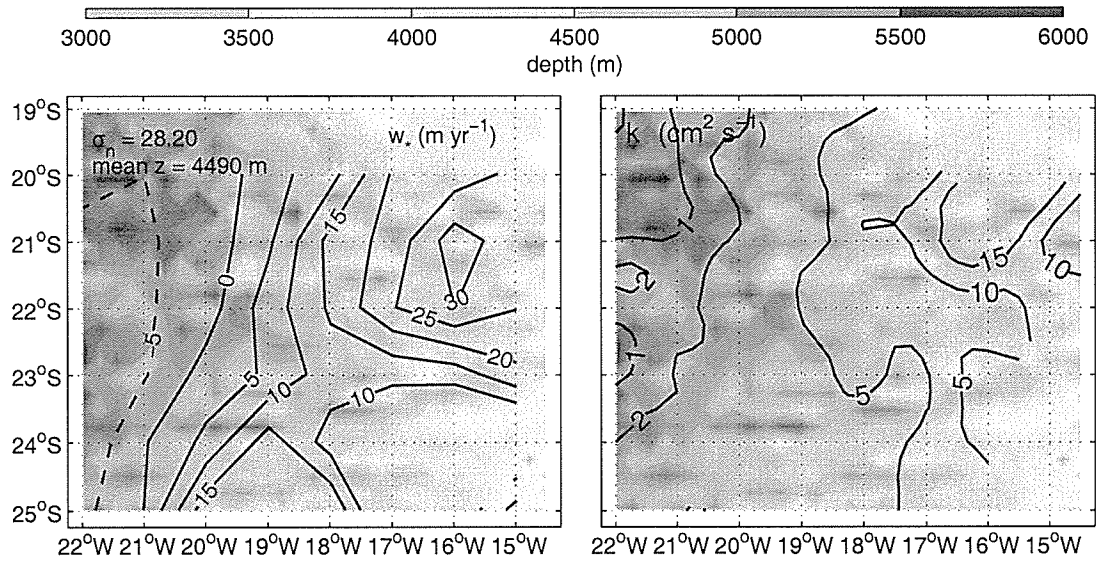 3000 3500 4000 4500 5000 5500 6000
depth (m)
19°S
20°S
21°S
22°S
23°S
24°S
25°S
σn = 28.20
mean z = 4490 m
w* (m yr⁻¹)
15
0
30
25
5
20
5
10
10
15
22°W 21°W 20°W 19°W 18°W 17°W 16°W 15°W
k (cm² s⁻¹)
1
2
15
10
10
1
5
5
2
22°W 21°W 20°W 19°W 18°W 17°W 16°W 15°W